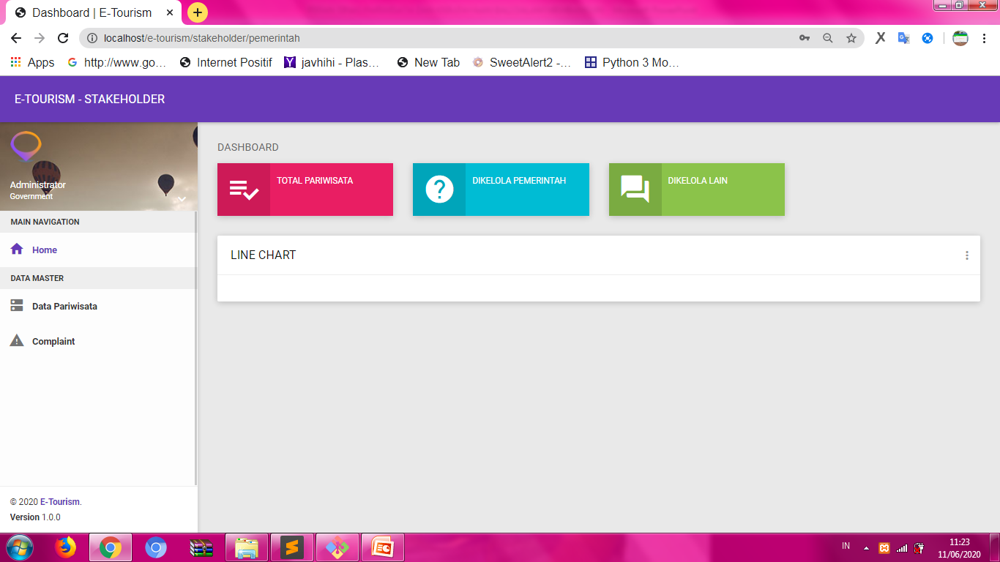 Dashboard | E-Tourism
localhost/e-tourism/stakeholder/pemerintah
Apps
http://www.go...
Internet Positif
javhihi - Plas...
New Tab
SweetAlert2 -...
Python 3 Mo...
E-TOURISM - STAKEHOLDER
Administrator
Government
MAIN NAVIGATION
Home
DATA MASTER
Data Pariwisata
Complaint
© 2020 E-Tourism.
Version 1.0.0
DASHBOARD
TOTAL PARIWISATA
DIKELOLA PEMERINTAH
DIKELOLA LAIN
LINE CHART
IN
11:23
11/06/2020